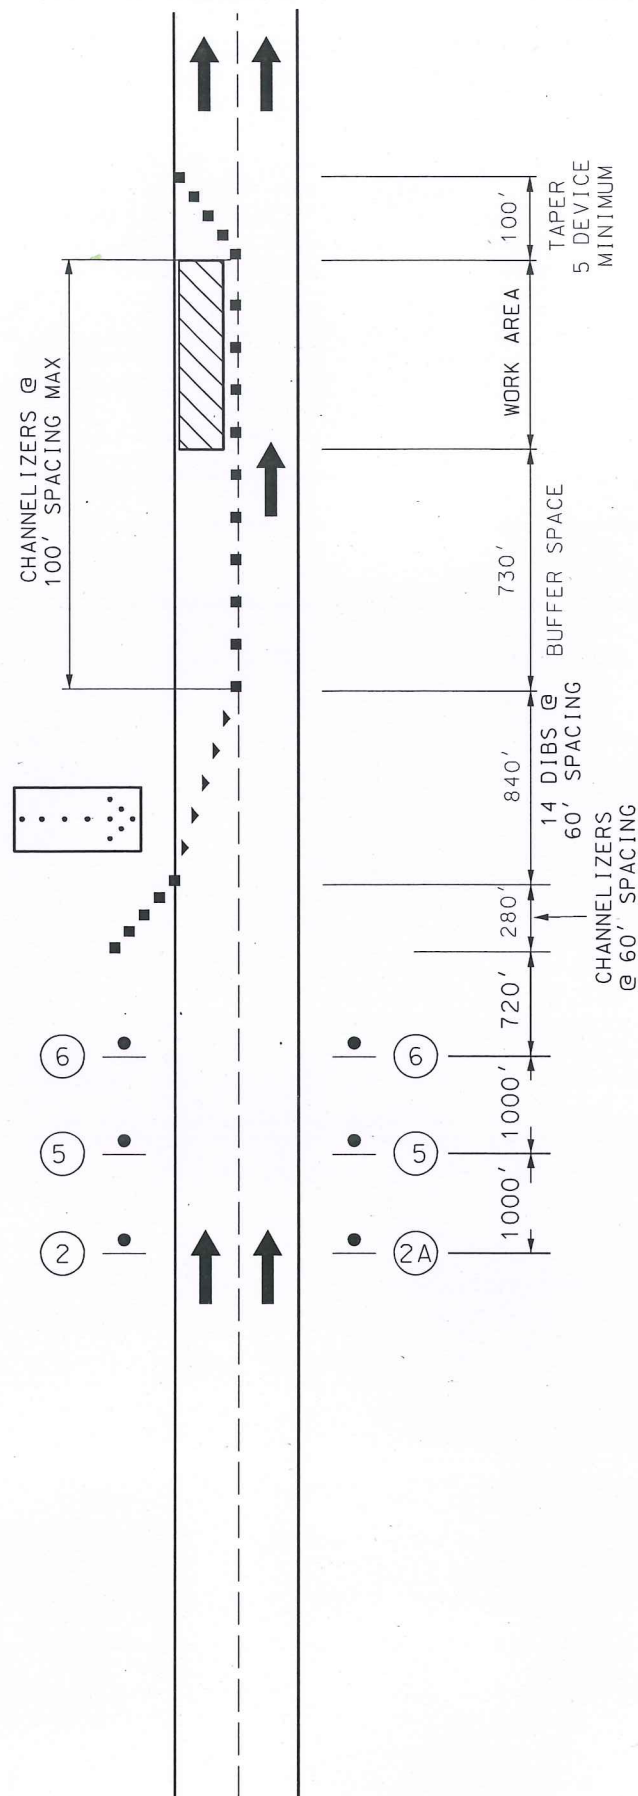 CHANNELIZERS @
100' SPACING MAX
100'
TAPER
5 DEVICE
MINIMUM
WORK AREA
730'
BUFFER SPACE
840'
14 DIBS @
60' SPACING
280'
CHANNELIZERS
@ 60' SPACING
720'
6
6
1000'
5
5
1000'
2
2A